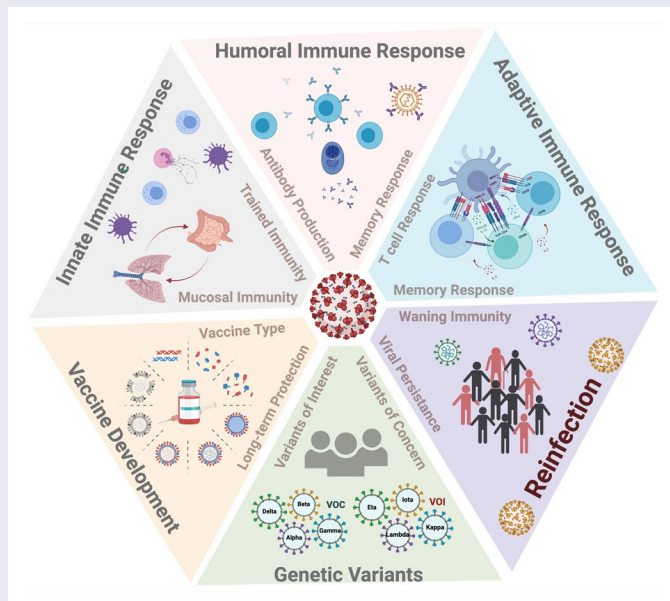 Humoral Immune Response
Antibody Production
Memory Response
Adaptive Immune Response
T cell Response
Memory Response
Innate Immune Response
Trained Immunity
Mucosal Immunity
Waning Immunity
Viral Persistance
Reinfection
Vaccine Type
Long-term Protection
Vaccine Development
Variants of Interest
Variants of Concern
Delta
Beta
VOC
Alpha
Gamma
Eta
Iota
VOI
Lambda
Kappa
Genetic Variants